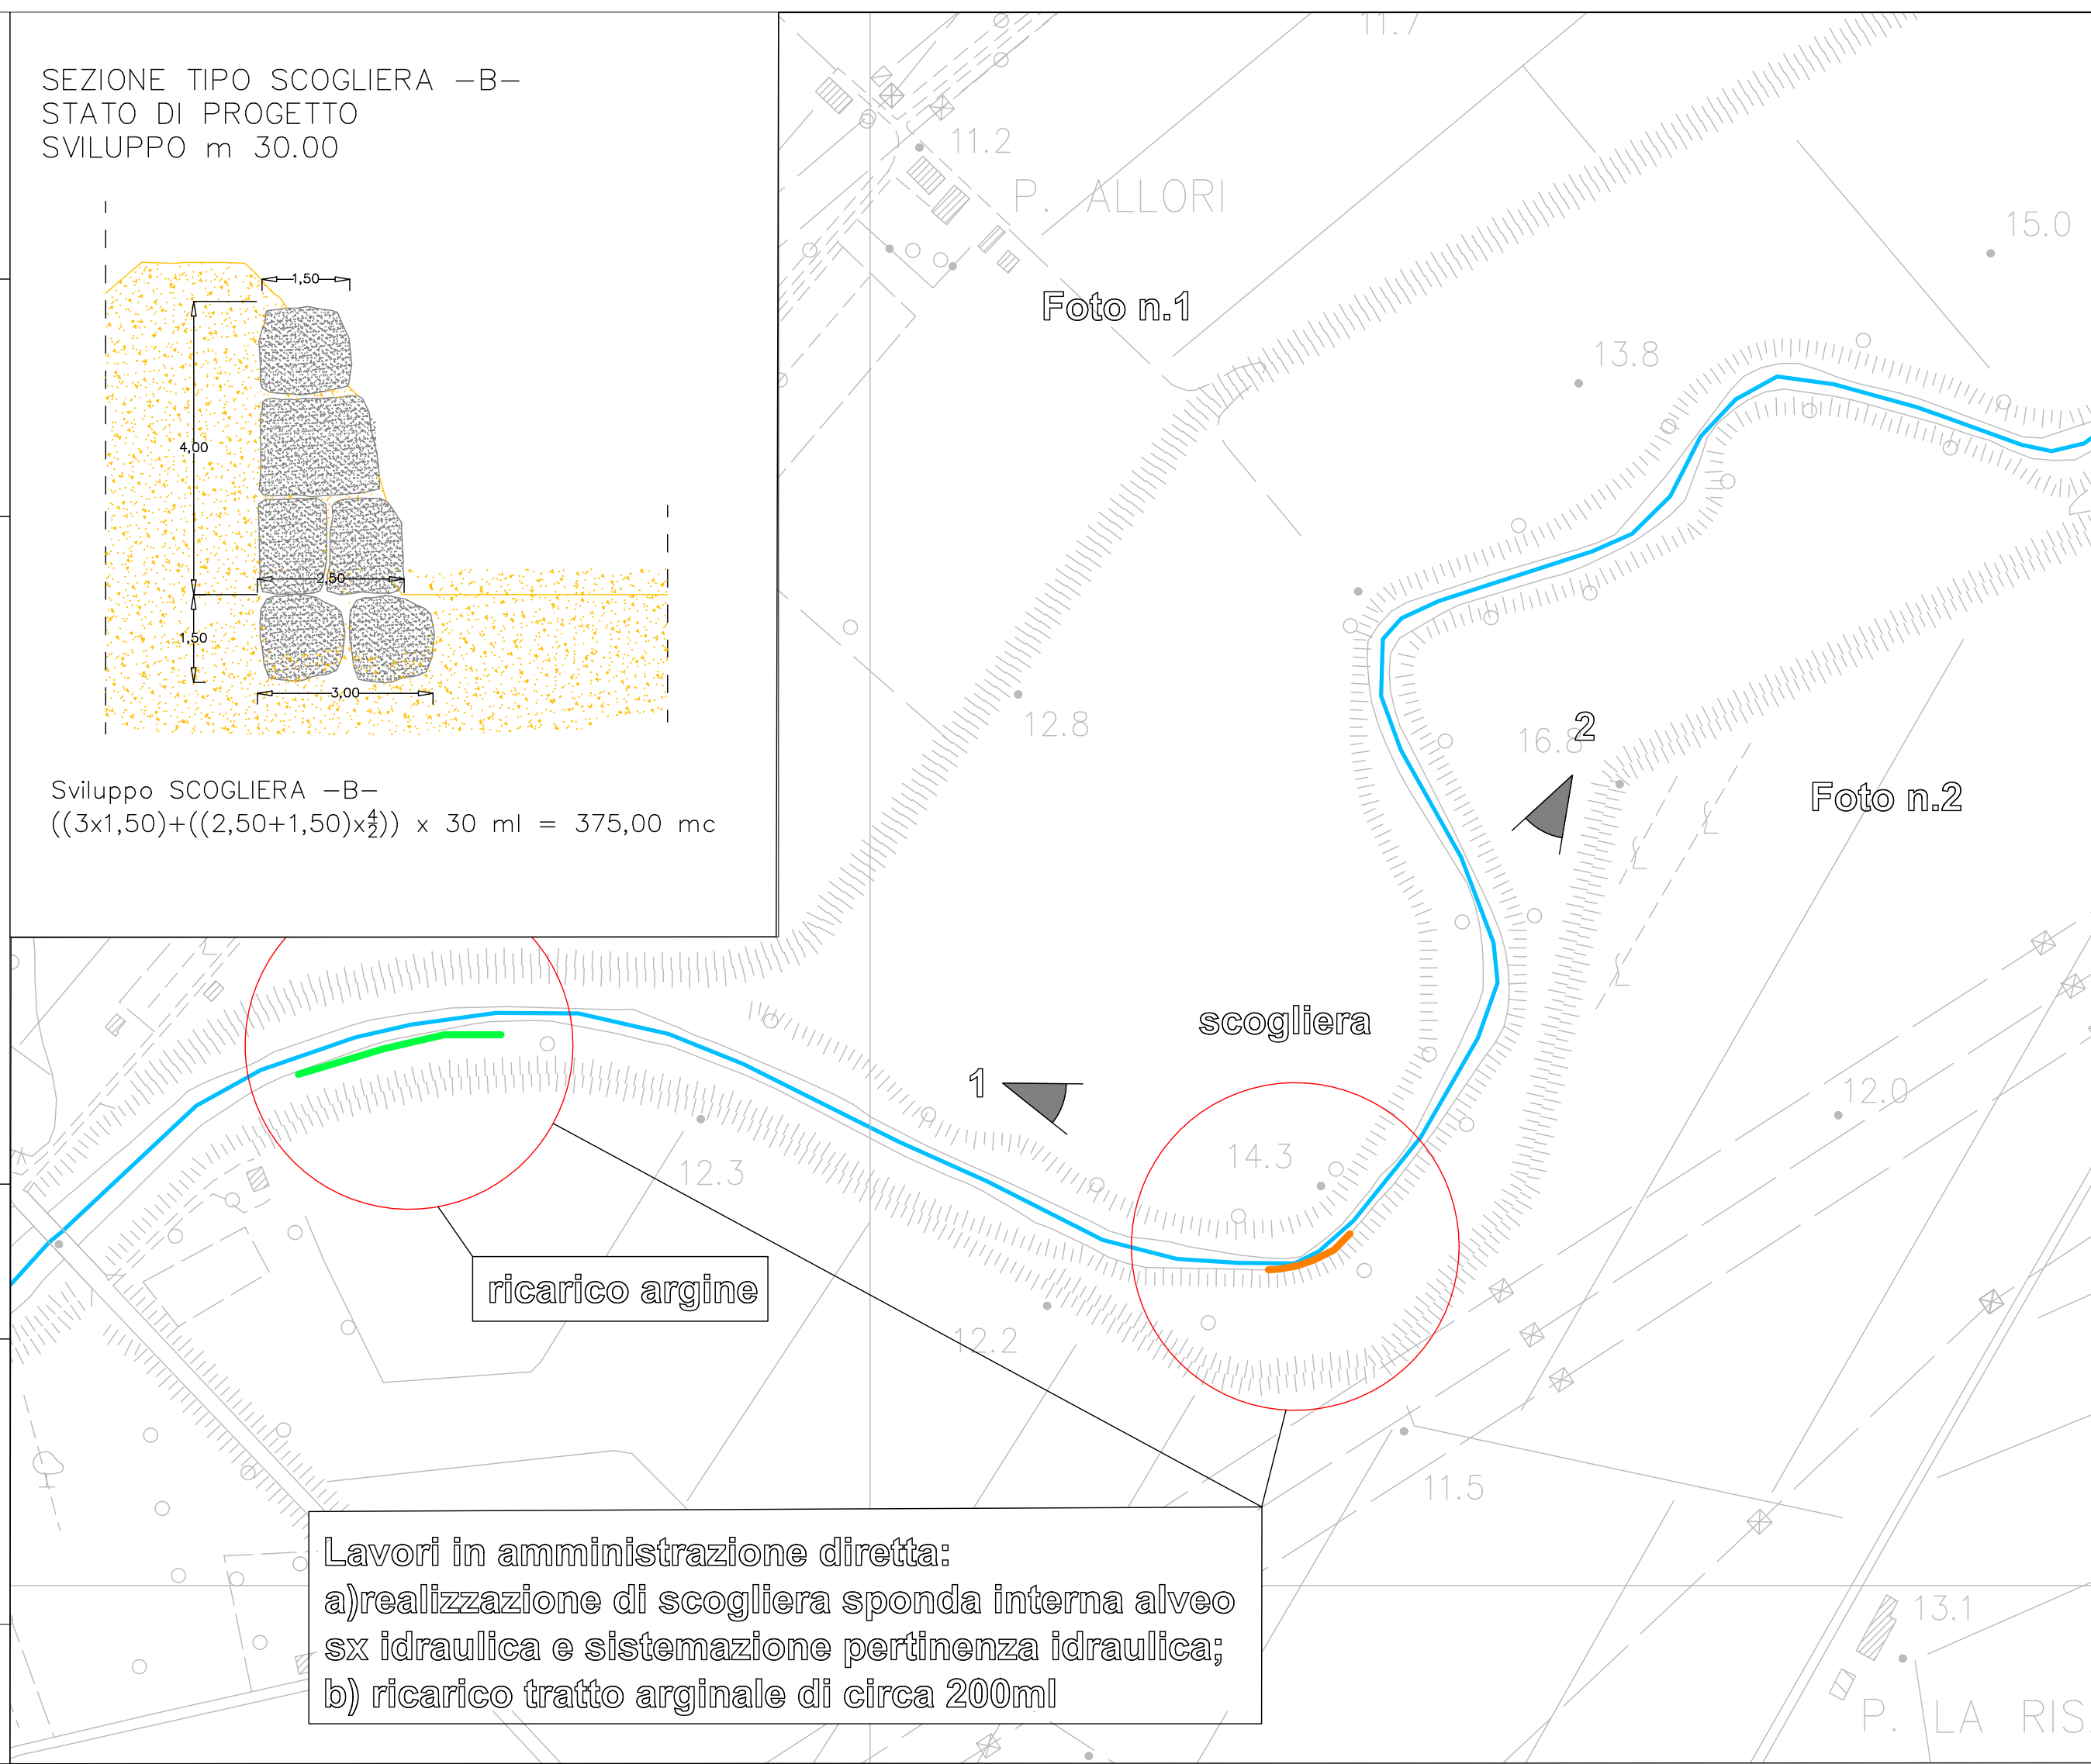 SEZIONE TIPO SCOGLIERA -B-
STATO DI PROGETTO
SVILUPPO m 30.00
1,50
4,00
2,50
1,50
3,00
Sviluppo SCOGLIERA -B-
((3x1,50)+((2,50+1,50)x4/2)) x 30 ml = 375,00 mc
11.2
P. ALLORI
Foto n.1
15.0
13.8
12.8
16.8
2
Foto n.2
scogliera
1
12.0
14.3
12.3
ricarico argine
12.2
11.5
Lavori in amministrazione diretta:
a)realizzazione di scogliera sponda interna alveo
sx idraulica e sistemazione pertinenza idraulica;
b) ricarico tratto arginale di circa 200ml
13.1
P. LA RIS